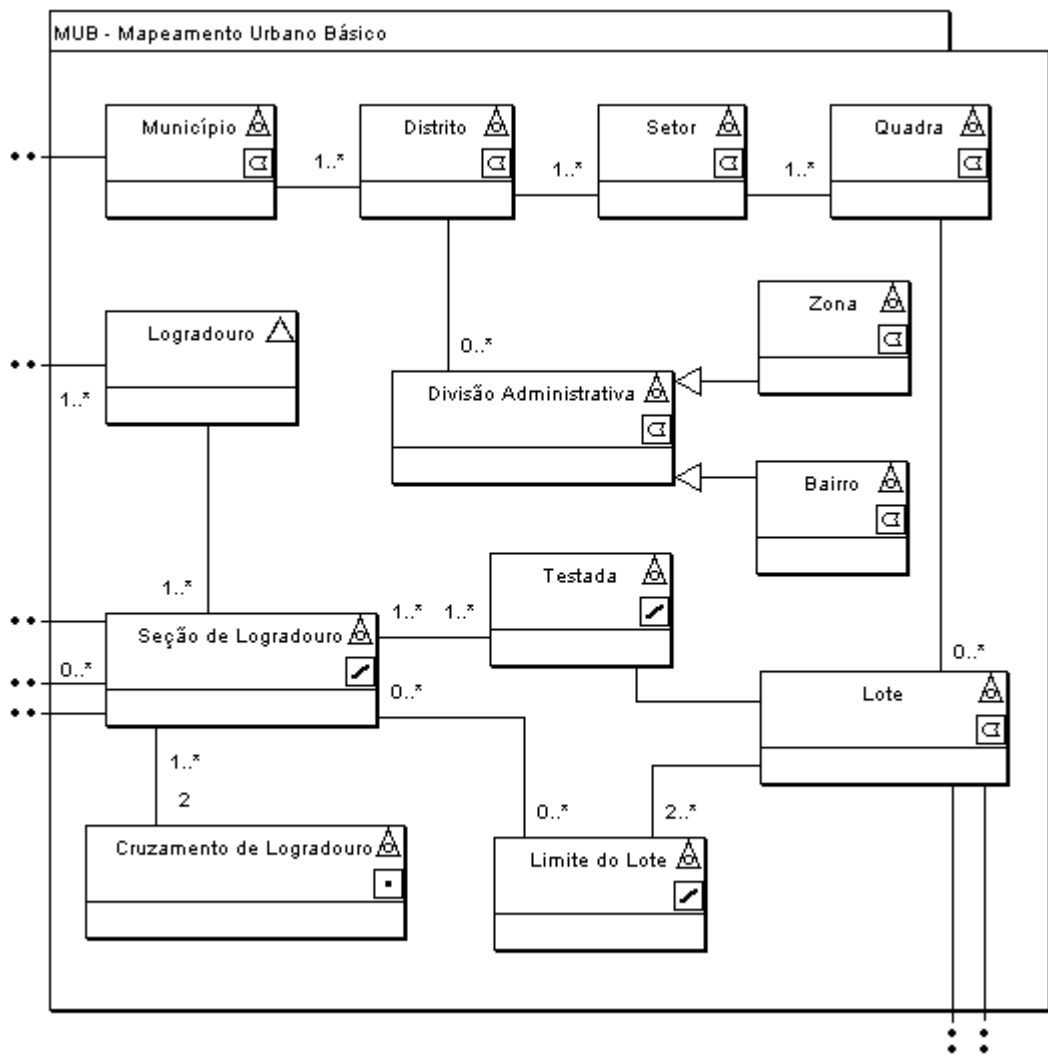 MUB - Mapeamento Urbano Básico
Município
Distrito
Setor
Quadra
1..*
1..*
1..*
Zona
Logradouro
0..*
Divisão Administrativa
1..*
Bairro
Testada
1..*
Seção de Logradouro
1..*
1..*
0..*
0..*
0..*
Lote
1..*
2
0..*
2..*
Cruzamento de Logradouro
Limite do Lote